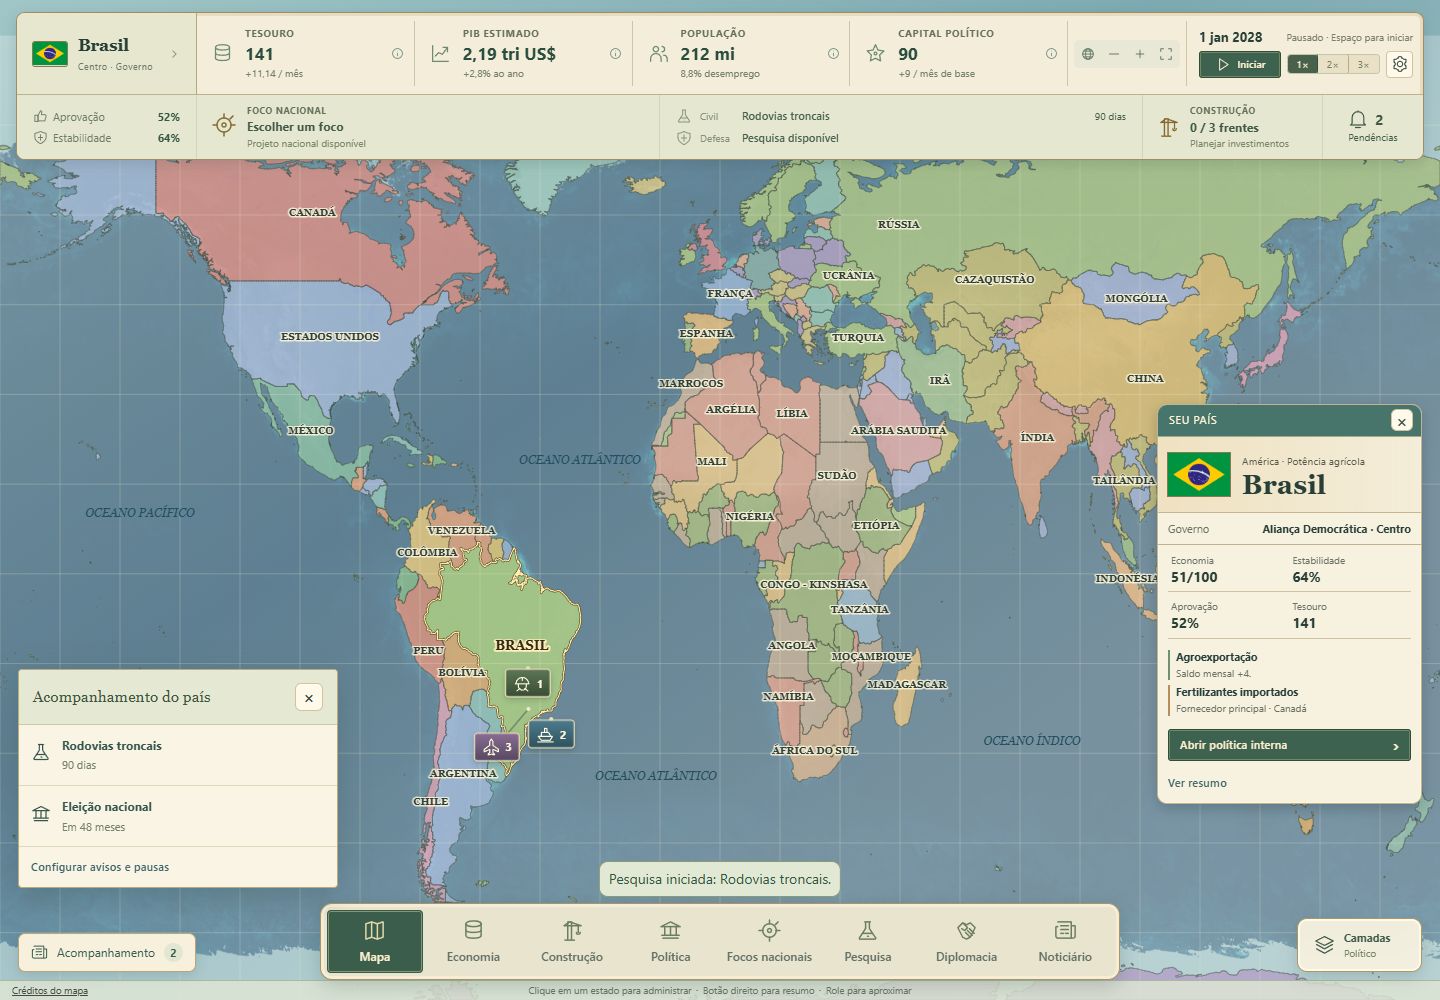 Brasil
Centro · Governo
TESOURO
141
+11,14 / mês
PIB ESTIMADO
2,19 tri US$
+2,8% ao ano
POPULAÇÃO
212 mi
8,8% desemprego
CAPITAL POLÍTICO
90
+9 / mês de base
1 jan 2028
Pausado · Espaço para iniciar
Iniciar
1×
2×
3×
Aprovação 52%
Estabilidade 64%
FOCO NACIONAL
Escolher um foco
Projeto nacional disponível
Civil Rodovias troncais 90 dias
Defesa Pesquisa disponível
CONSTRUÇÃO
0 / 3 frentes
Planejar investimentos
2
Pendências
CANADÁ
RÚSSIA
UCRÂNIA
CAZAQUISTÃO
FRANÇA
MONGÓLIA
ESTADOS UNIDOS
ESPANHA
TURQUIA
MARROCOS
IRÃ
CHINA
ARGÉLIA
LÍBIA
MÉXICO
ARÁBIA SAUDITA
ÍNDIA
OCEANO ATLÂNTICO
MALI
SUDÃO
TAILÂNDIA
OCEANO PACÍFICO
NIGÉRIA
ETIÓPIA
VENEZUELA
COLÔMBIA
CONGO - KINSHASA
INDONÉSIA
TANZÂNIA
BRASIL
PERU
ANGOLA
MOÇAMBIQUE
BOLÍVIA
MADAGASCAR
NAMÍBIA
1
2
3
OCEANO ÍNDICO
ÁFRICA DO SUL
ARGENTINA
OCEANO ATLÂNTICO
CHILE
SEU PAÍS
×
América · Potência agrícola
Brasil
Governo Aliança Democrática · Centro
Economia
51/100
Estabilidade
64%
Aprovação
52%
Tesouro
141
Agroexportação
Saldo mensal +4.
Fertilizantes importados
Fornecedor principal · Canadá
Abrir política interna ›
Ver resumo
Acompanhamento do país
×
Rodovias troncais
90 dias
Eleição nacional
Em 48 meses
Configurar avisos e pausas
Pesquisa iniciada: Rodovias troncais.
Acompanhamento 2
Mapa
Economia
Construção
Política
Focos nacionais
Pesquisa
Diplomacia
Noticiário
Camadas
Político
Créditos do mapa
Clique em um estado para administrar · Botão direito para resumo · Role para aproximar